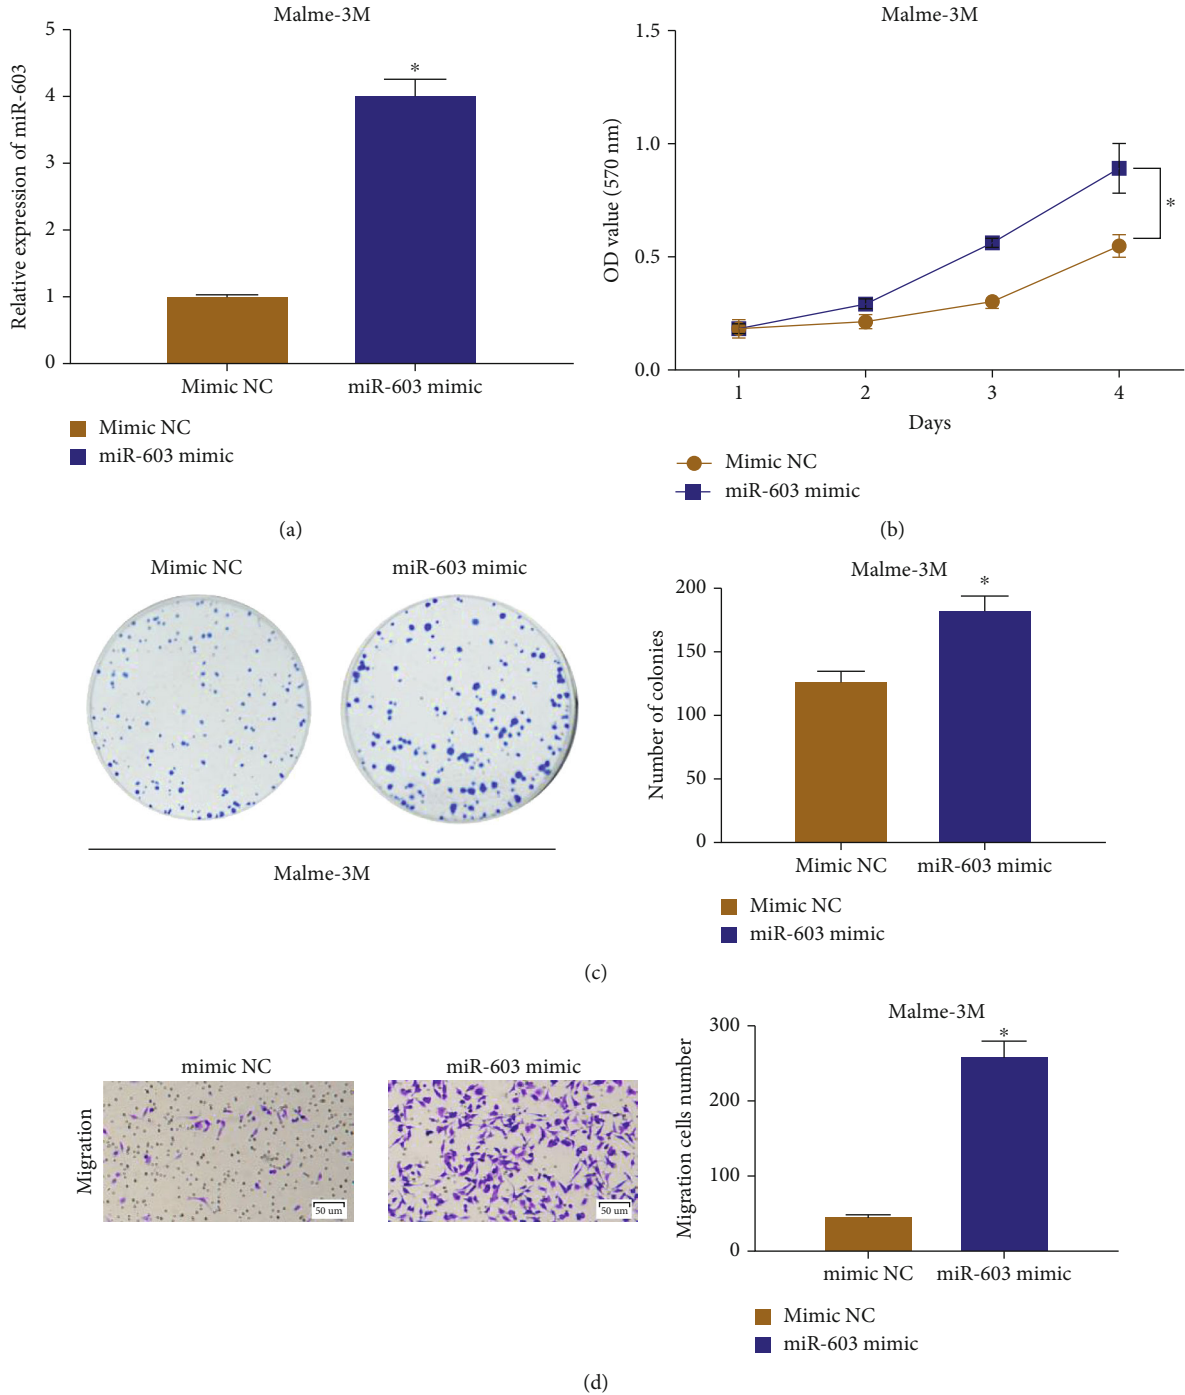 Malme-3M
Relative expression of miR-603
5
4
3
2
1
0
*
Mimic NC
miR-603 mimic
Mimic NC
miR-603 mimic
(a)
Malme-3M
OD value (570 nm)
1.5
1.0
0.5
0.0
*
1
2
3
4
Days
Mimic NC
miR-603 mimic
(b)
Mimic NC
miR-603 mimic
Malme-3M
Malme-3M
Number of colonies
200
150
100
50
0
*
Mimic NC
miR-603 mimic
Mimic NC
miR-603 mimic
(c)
mimic NC
miR-603 mimic
Migration
50 um
50 um
Malme-3M
Migration cells number
300
200
100
0
*
mimic NC
miR-603 mimic
Mimic NC
miR-603 mimic
(d)